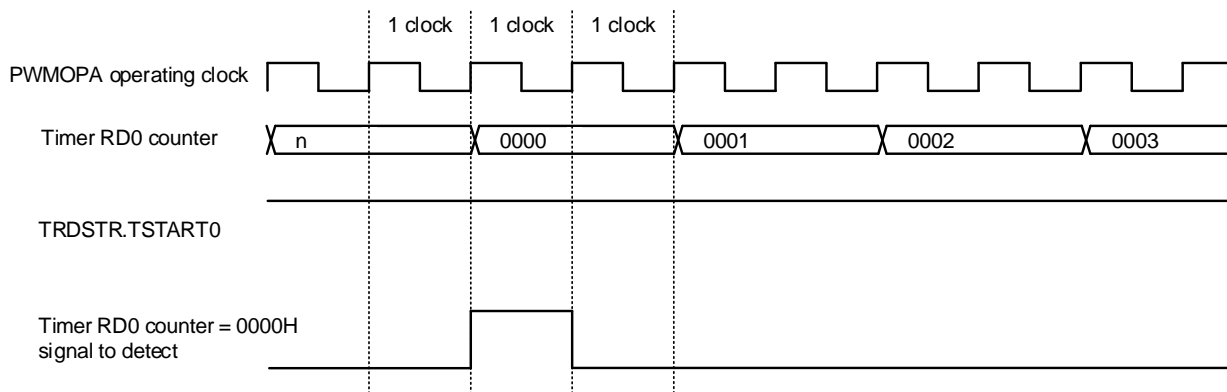 1 clock 1 clock 1 clock
PWMOPA operating clock
Timer RD0 counter n 0000 0001 0002 0003
TRDSTR.TSTART0
Timer RD0 counter = 0000H
signal to detect